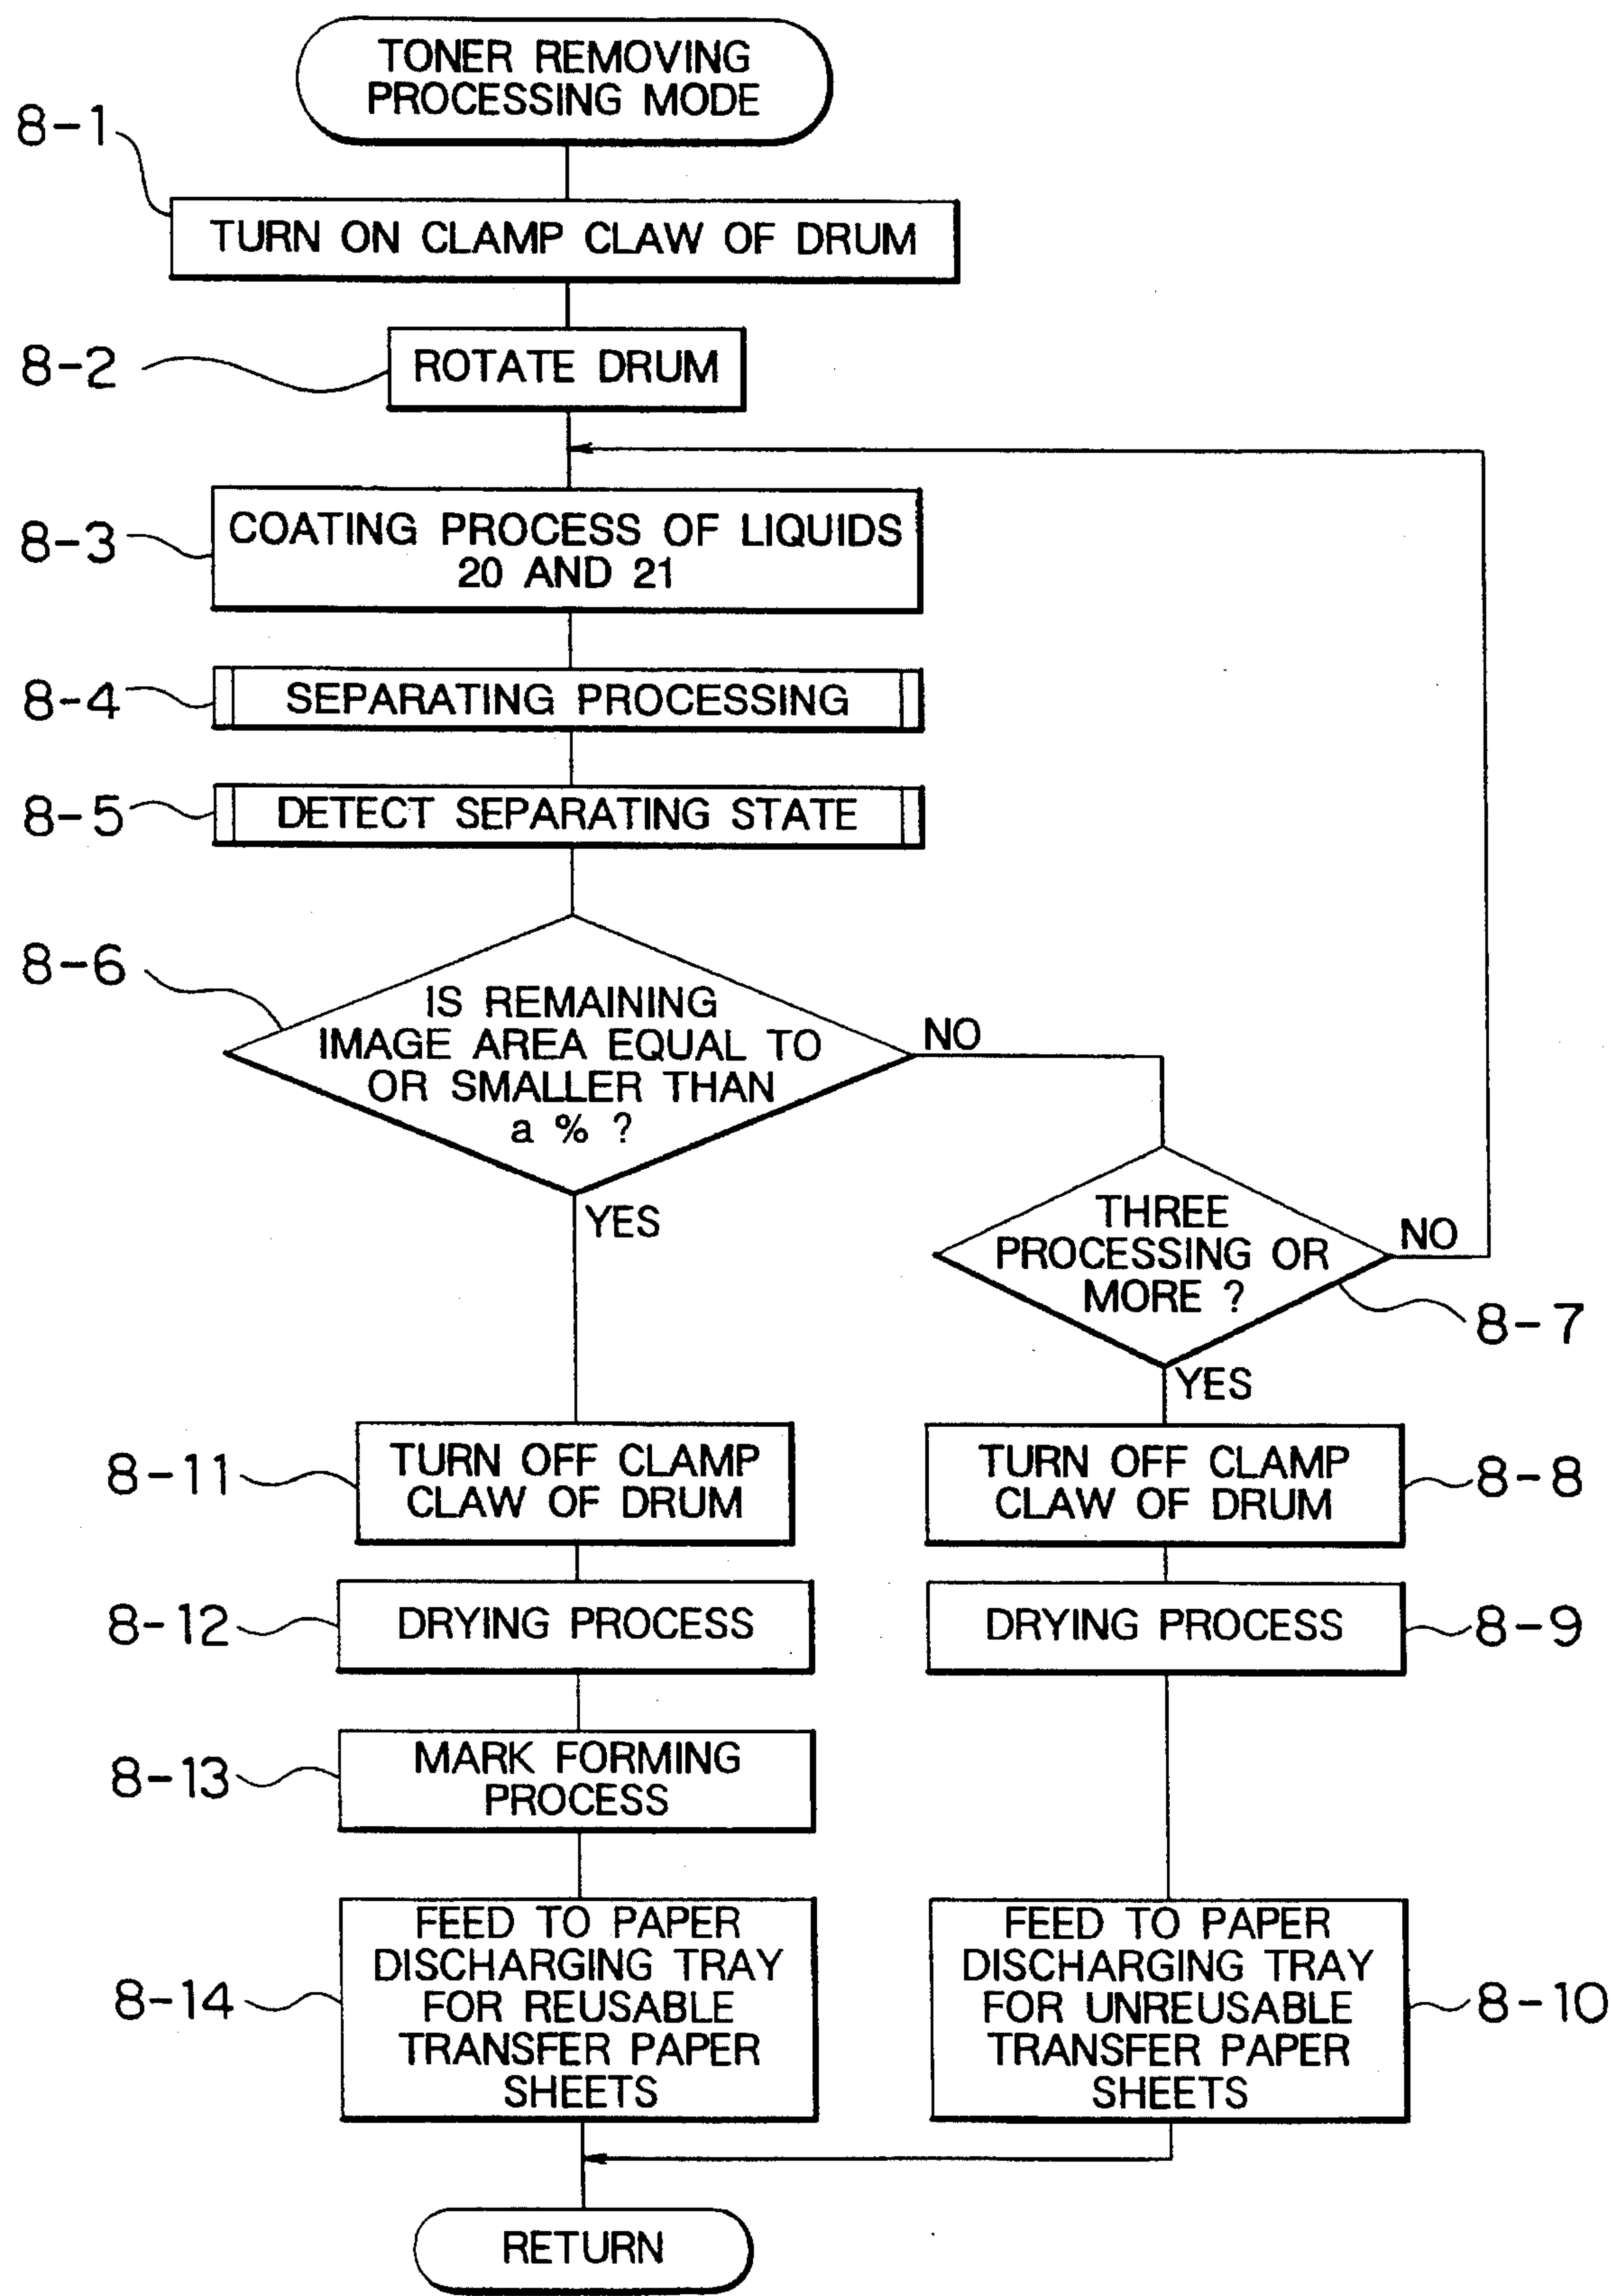 TONER REMOVING
PROCESSING MODE
8-1
TURN ON CLAMP CLAW OF DRUM
8-2
ROTATE DRUM
8-3
COATING PROCESS OF LIQUIDS
20 AND 21
8-4
SEPARATING PROCESSING
8-5
DETECT SEPARATING STATE
8-6
IS REMAINING
IMAGE AREA EQUAL TO
OR SMALLER THAN
a % ?
NO
YES
THREE
PROCESSING OR
MORE ?
NO
8-7
YES
8-11
TURN OFF CLAMP
CLAW OF DRUM
TURN OFF CLAMP
CLAW OF DRUM
8-8
8-12
DRYING PROCESS
DRYING PROCESS
8-9
8-13
MARK FORMING
PROCESS
8-14
FEED TO PAPER
DISCHARGING TRAY
FOR REUSABLE
TRANSFER PAPER
SHEETS
FEED TO PAPER
DISCHARGING TRAY
FOR UNREUSABLE
TRANSFER PAPER
SHEETS
8-10
RETURN